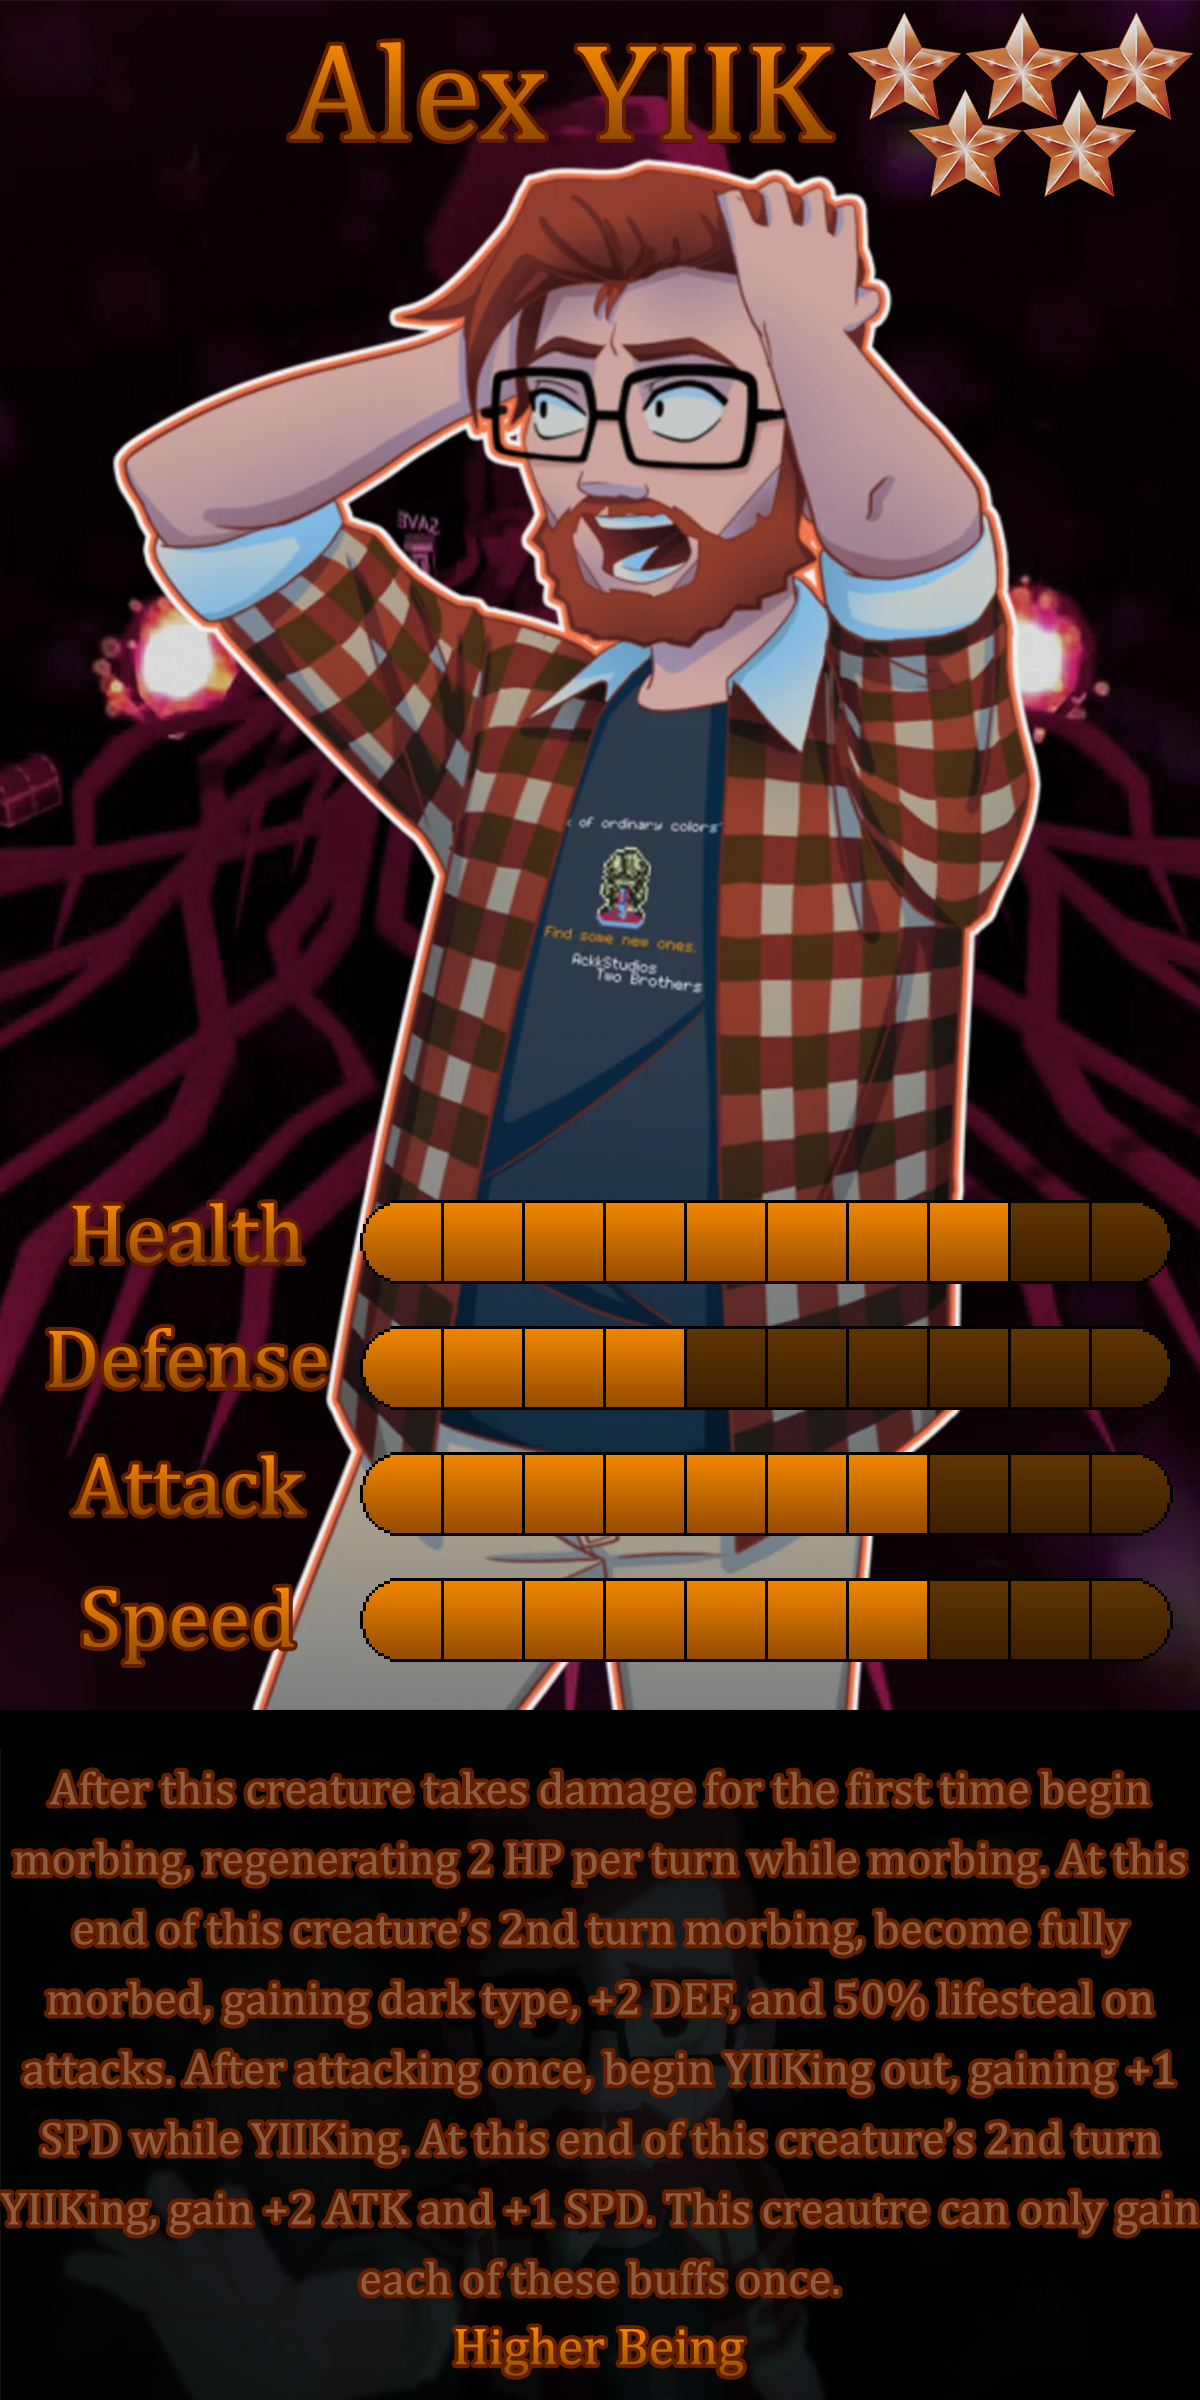 Alex YIIK
SAVE
of ordinary colors"
Find some new ones.
AckkStudios
Two Brothers
Health
Defense
Attack
Speed
After this creature takes damage for the first time begin
morbing, regenerating 2 HP per turn while morbing. At this
end of this creature's 2nd turn morbing, become fully
morbed, gaining dark type, +2 DEF, and 50% lifesteal on
attacks. After attacking once, begin YIIKing out, gaining +1
SPD while YIIKing. At this end of this creature's 2nd turn
YIIKing, gain +2 ATK and +1 SPD. This creautre can only gain
each of these buffs once.
Higher Being